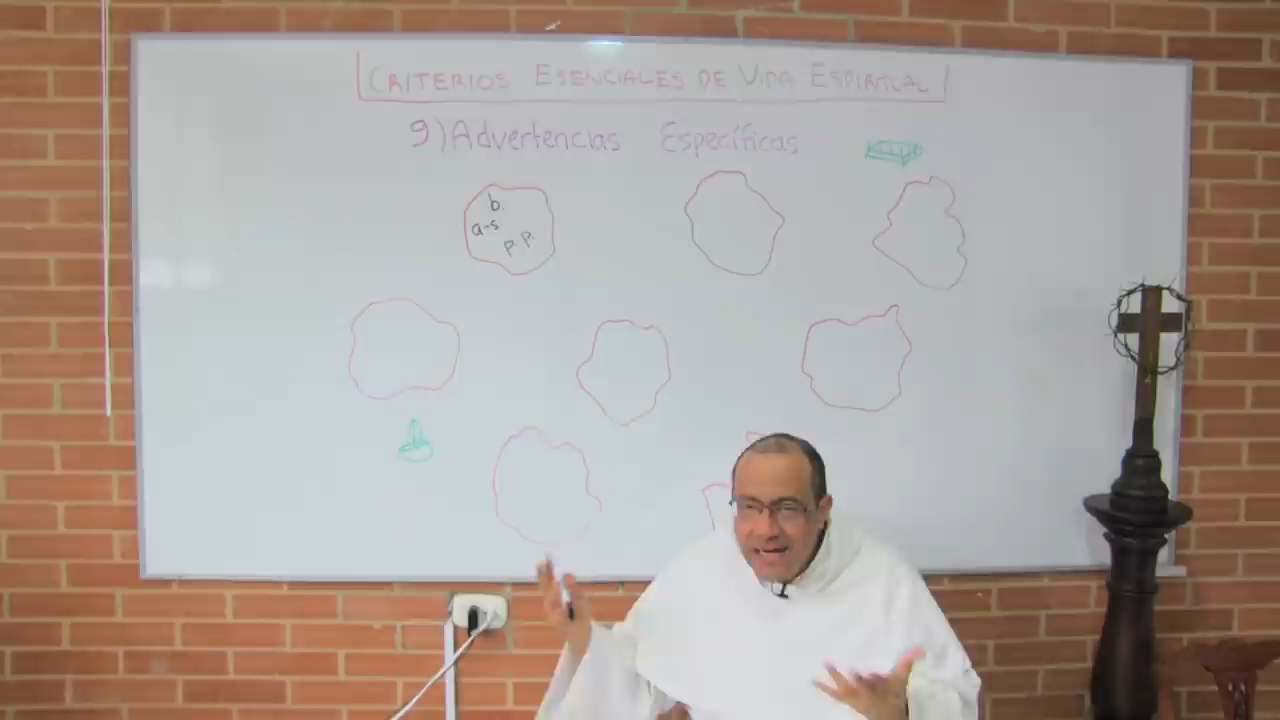 CRITERIOS ESENCIALES DE VIDA ESPIRITUAL
9) Advertencias Específicas
b.
a-s
p. p.